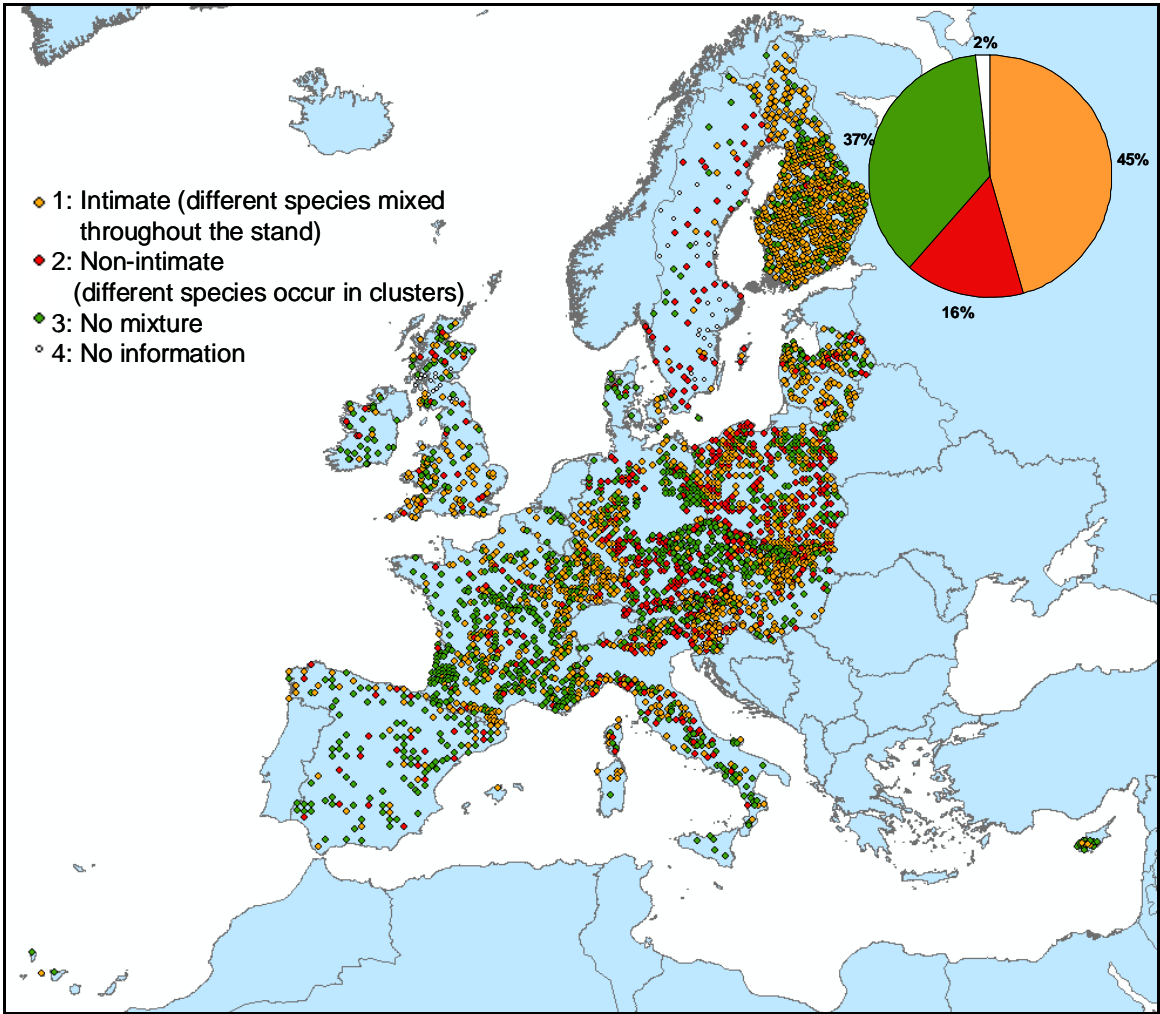 2%
37%
45%
1: Intimate (different species mixed
throughout the stand)
2: Non-intimate
(different species occur in clusters)
3: No mixture
4: No information
16%